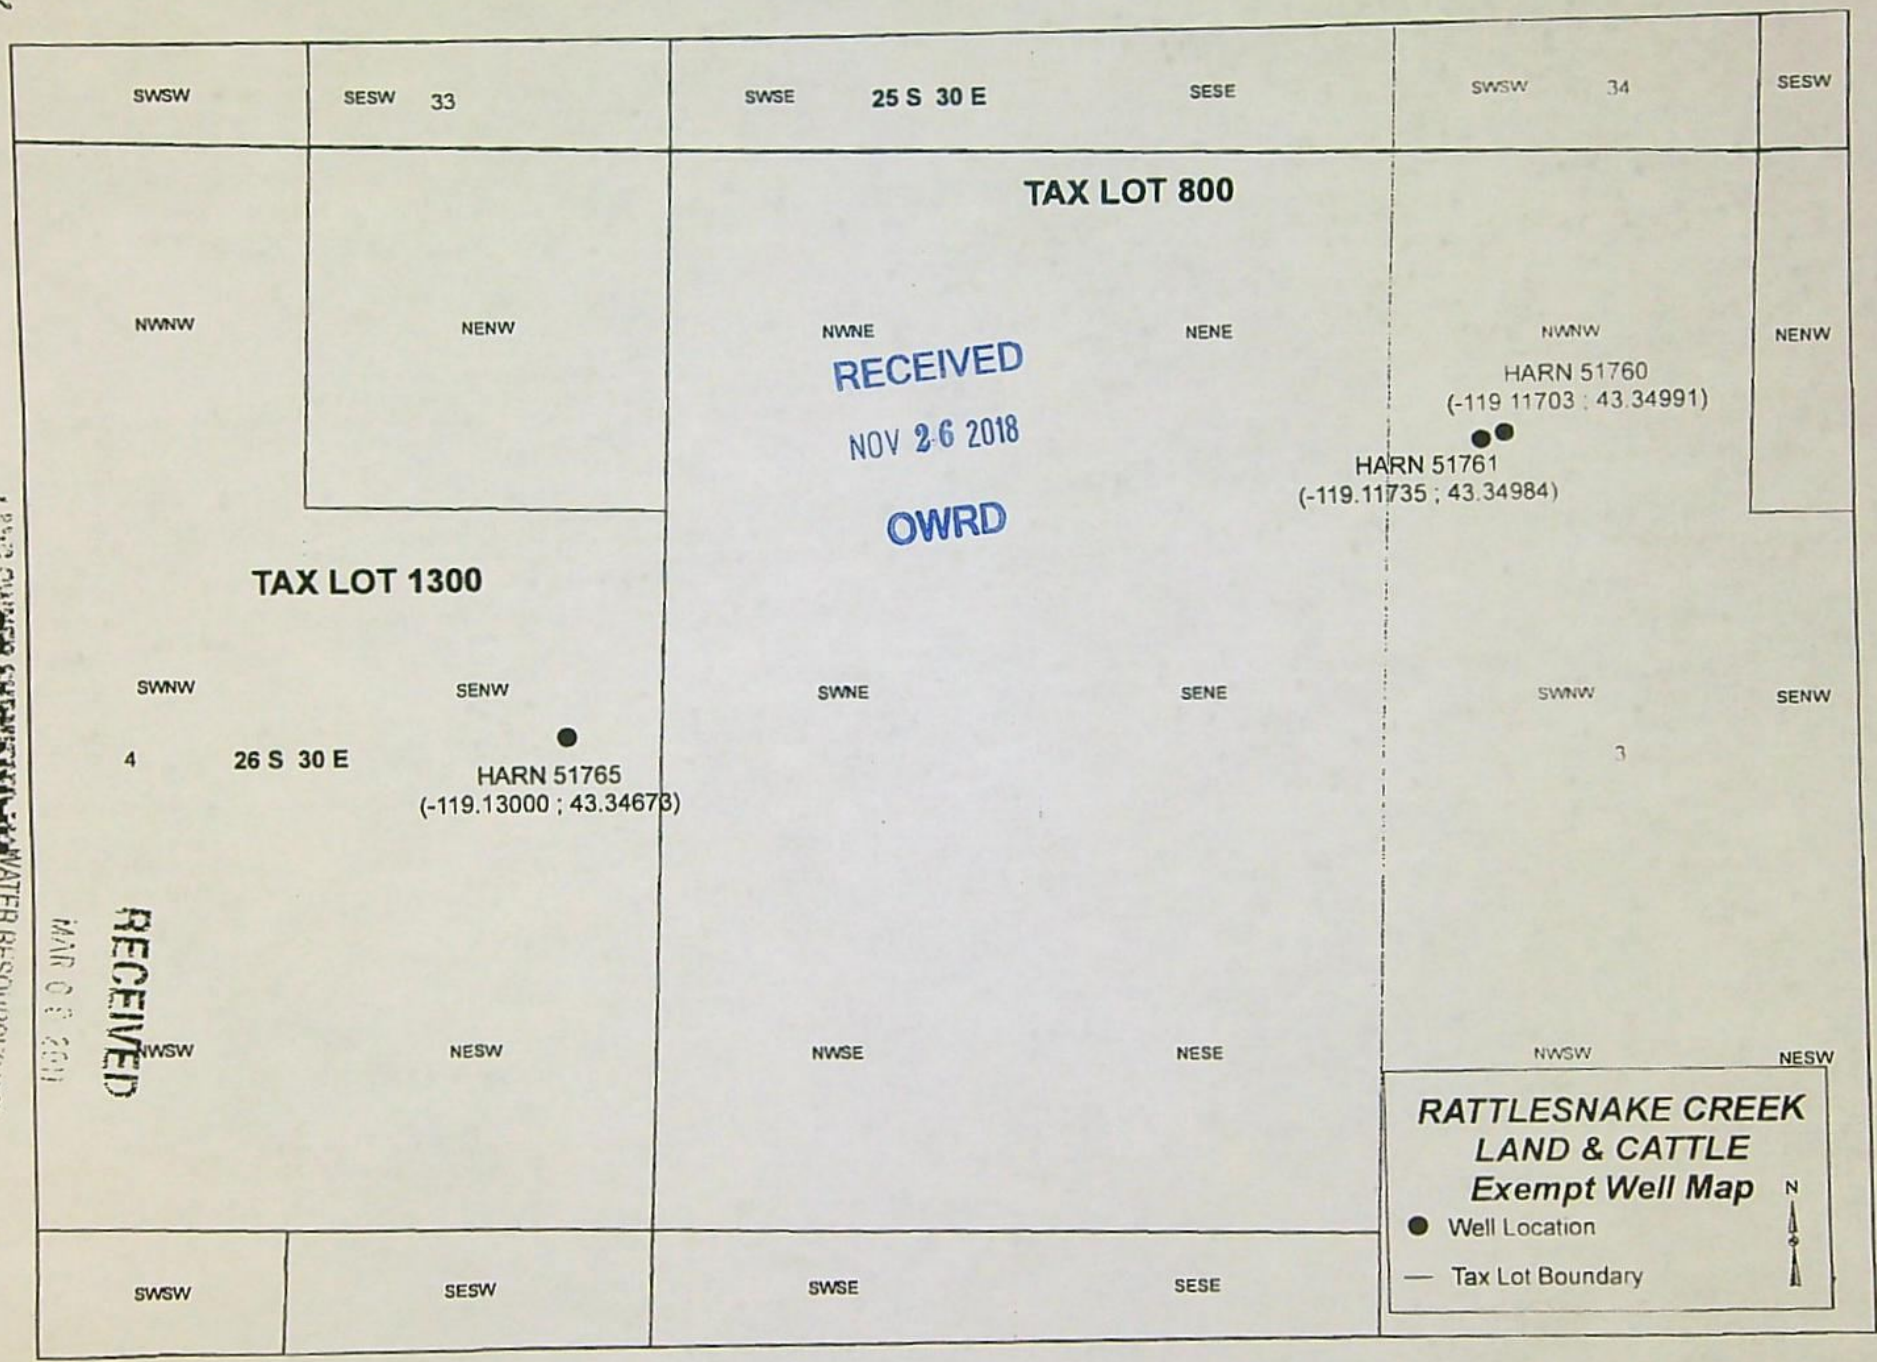 SWSW
SESW 33
SWSE
25 S 30 E
SESE
SWSW 34
SESW
TAX LOT 800
NWNW
NENW
NWNE
NENE
NWNW
NENW
RECEIVED
NOV 26 2018
OWRD
HARN 51760
(-119 11703 ; 43.34991)
HARN 51761
(-119.11735 ; 43.34984)
TAX LOT 1300
SWNW
SENW
SWNE
SENE
SWNW
SENW
4
26 S 30 E
3
HARN 51765
(-119.13000 ; 43.34673)
RECEIVED
MAR
NWSW
NESW
NWSE
NESE
NWSW
NESW
SWSW
SESW
SWSE
SESE
RATTLESNAKE CREEK
LAND & CATTLE
Exempt Well Map
N
Well Location
Tax Lot Boundary